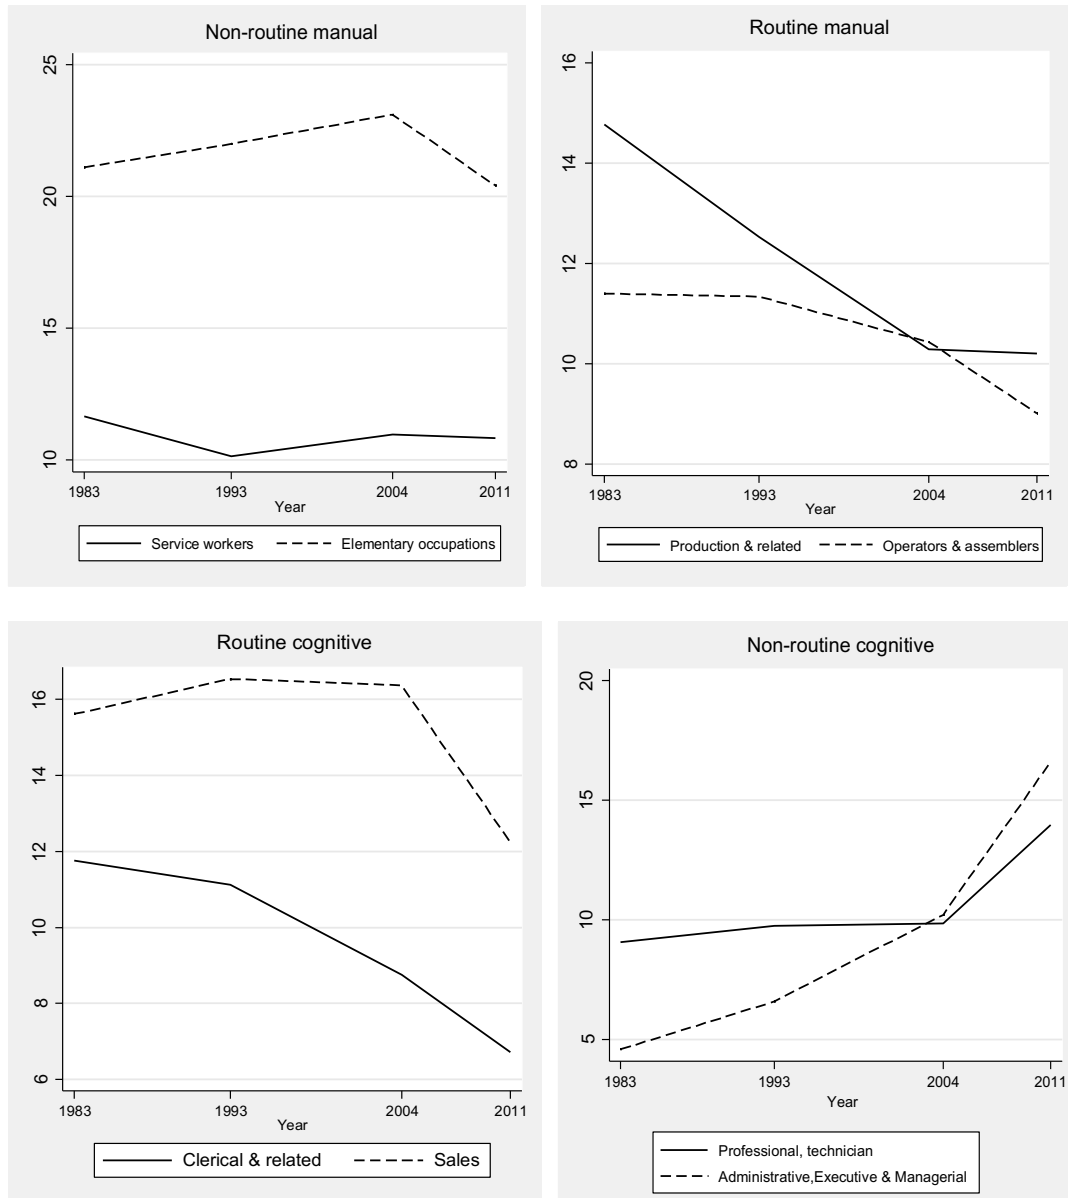 Non-routine manual
25
20
15
10
1983 1993 2004 2011
Year
Service workers Elementary occupations
Routine manual
16
14
12
10
8
1983 1993 2004 2011
Year
Production & related Operators & assemblers
Routine cognitive
16
14
12
10
8
6
1983 1993 2004 2011
Year
Clerical & related Sales
Non-routine cognitive
20
15
10
5
1983 1993 2004 2011
Year
Professional, technician
Administrative,Executive & Managerial